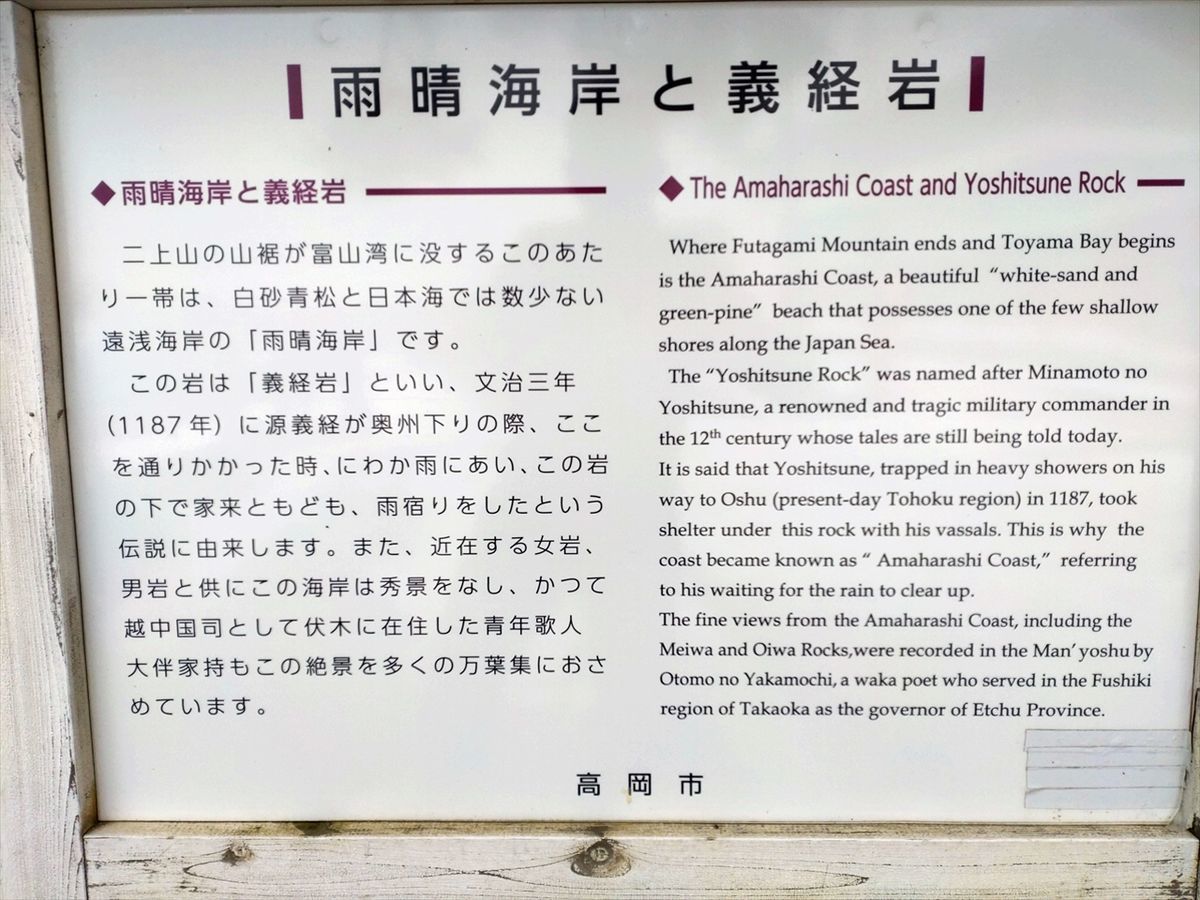 雨晴海岸と義経岩
◆雨晴海岸と義経岩
二上山の山裾が富山湾に没するこのあた
り一帯は、白砂青松と日本海では数少ない
遠浅海岸の「雨晴海岸」です。
この岩は「義経岩」といい、文治三年
(1187年)に源義経が奥州下りの際、ここ
を通りかかった時、にわか雨にあい、この岩
の下で家来ともども、雨宿りをしたという
伝説に由来します。また、近在する女岩、
男岩と供にこの海岸は秀景をなし、かつて
越中国司として伏木に在住した青年歌人
大伴家持もこの絶景を多くの万葉集におさ
めています。
◆The Amaharashi Coast and Yoshitsune Rock
Where Futagami Mountain ends and Toyama Bay begins
is the Amaharashi Coast, a beautiful “white-sand and
green-pine” beach that possesses one of the few shallow
shores along the Japan Sea.
The “Yoshitsune Rock” was named after Minamoto no
Yoshitsune, a renowned and tragic military commander in
the 12th century whose tales are still being told today.
It is said that Yoshitsune, trapped in heavy showers on his
way to Oshu (present-day Tohoku region) in 1187, took
shelter under this rock with his vassals. This is why the
coast became known as “ Amaharashi Coast,” referring
to his waiting for the rain to clear up.
The fine views from the Amaharashi Coast, including the
Meiwa and Oiwa Rocks,were recorded in the Man’yoshu by
Otomo no Yakamochi, a waka poet who served in the Fushiki
region of Takaoka as the governor of Etchu Province.
高岡市